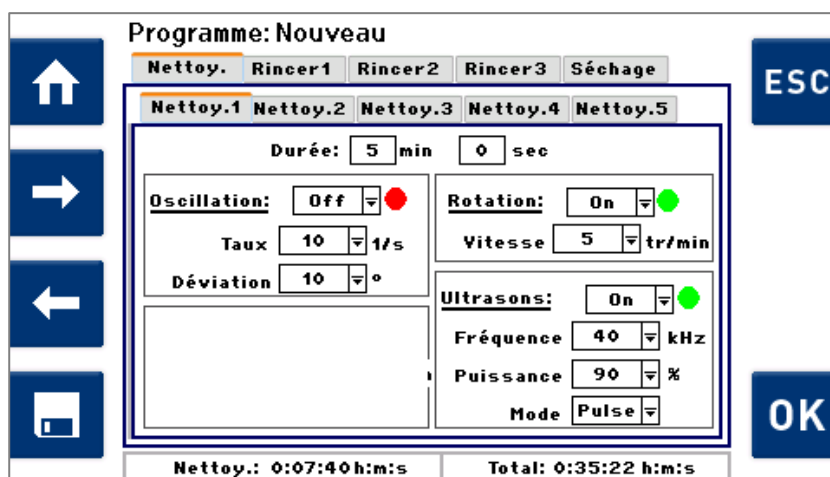 Programme: Nouveau
Nettoy. Rincer1 Rincer2 Rincer3 Séchage
ESC
Nettoy.1 Nettoy.2 Nettoy.3 Nettoy.4 Nettoy.5
Durée: 5 min 0 sec
Oscillation: Off
Taux 10 1/s
Déviation 10 °
Rotation: On
Vitesse 5 tr/min
Ultrasons: On
Fréquence 40 kHz
Puissance 90 %
Mode Pulse
OK
Nettoy.: 0:07:40h:m:s Total: 0:35:22 h:m:s